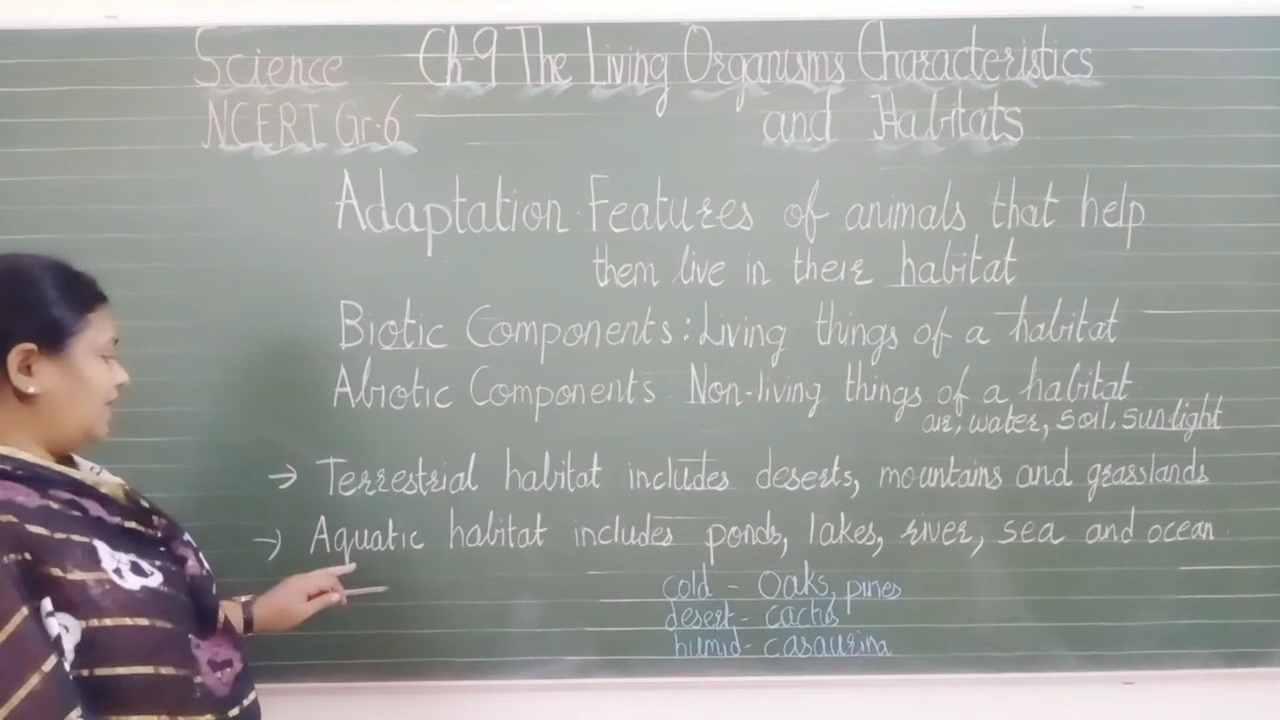 Science Ch-9 The Living Organisms Characteristics
NCERT Gr.6 and Habitats
Adaptation. Features of animals that help
them live in there habitat
Biotic Components: Living things of a habitat
Abiotic Components. Non-living things of a habitat
air, water, soil, sunlight
→ Terrestrial habitat includes deserts, mountains and grasslands
→ Aquatic habitat includes ponds, lakes, river, sea and ocean.
cold - Oaks, pines
desert - cactus
humid - casaurina